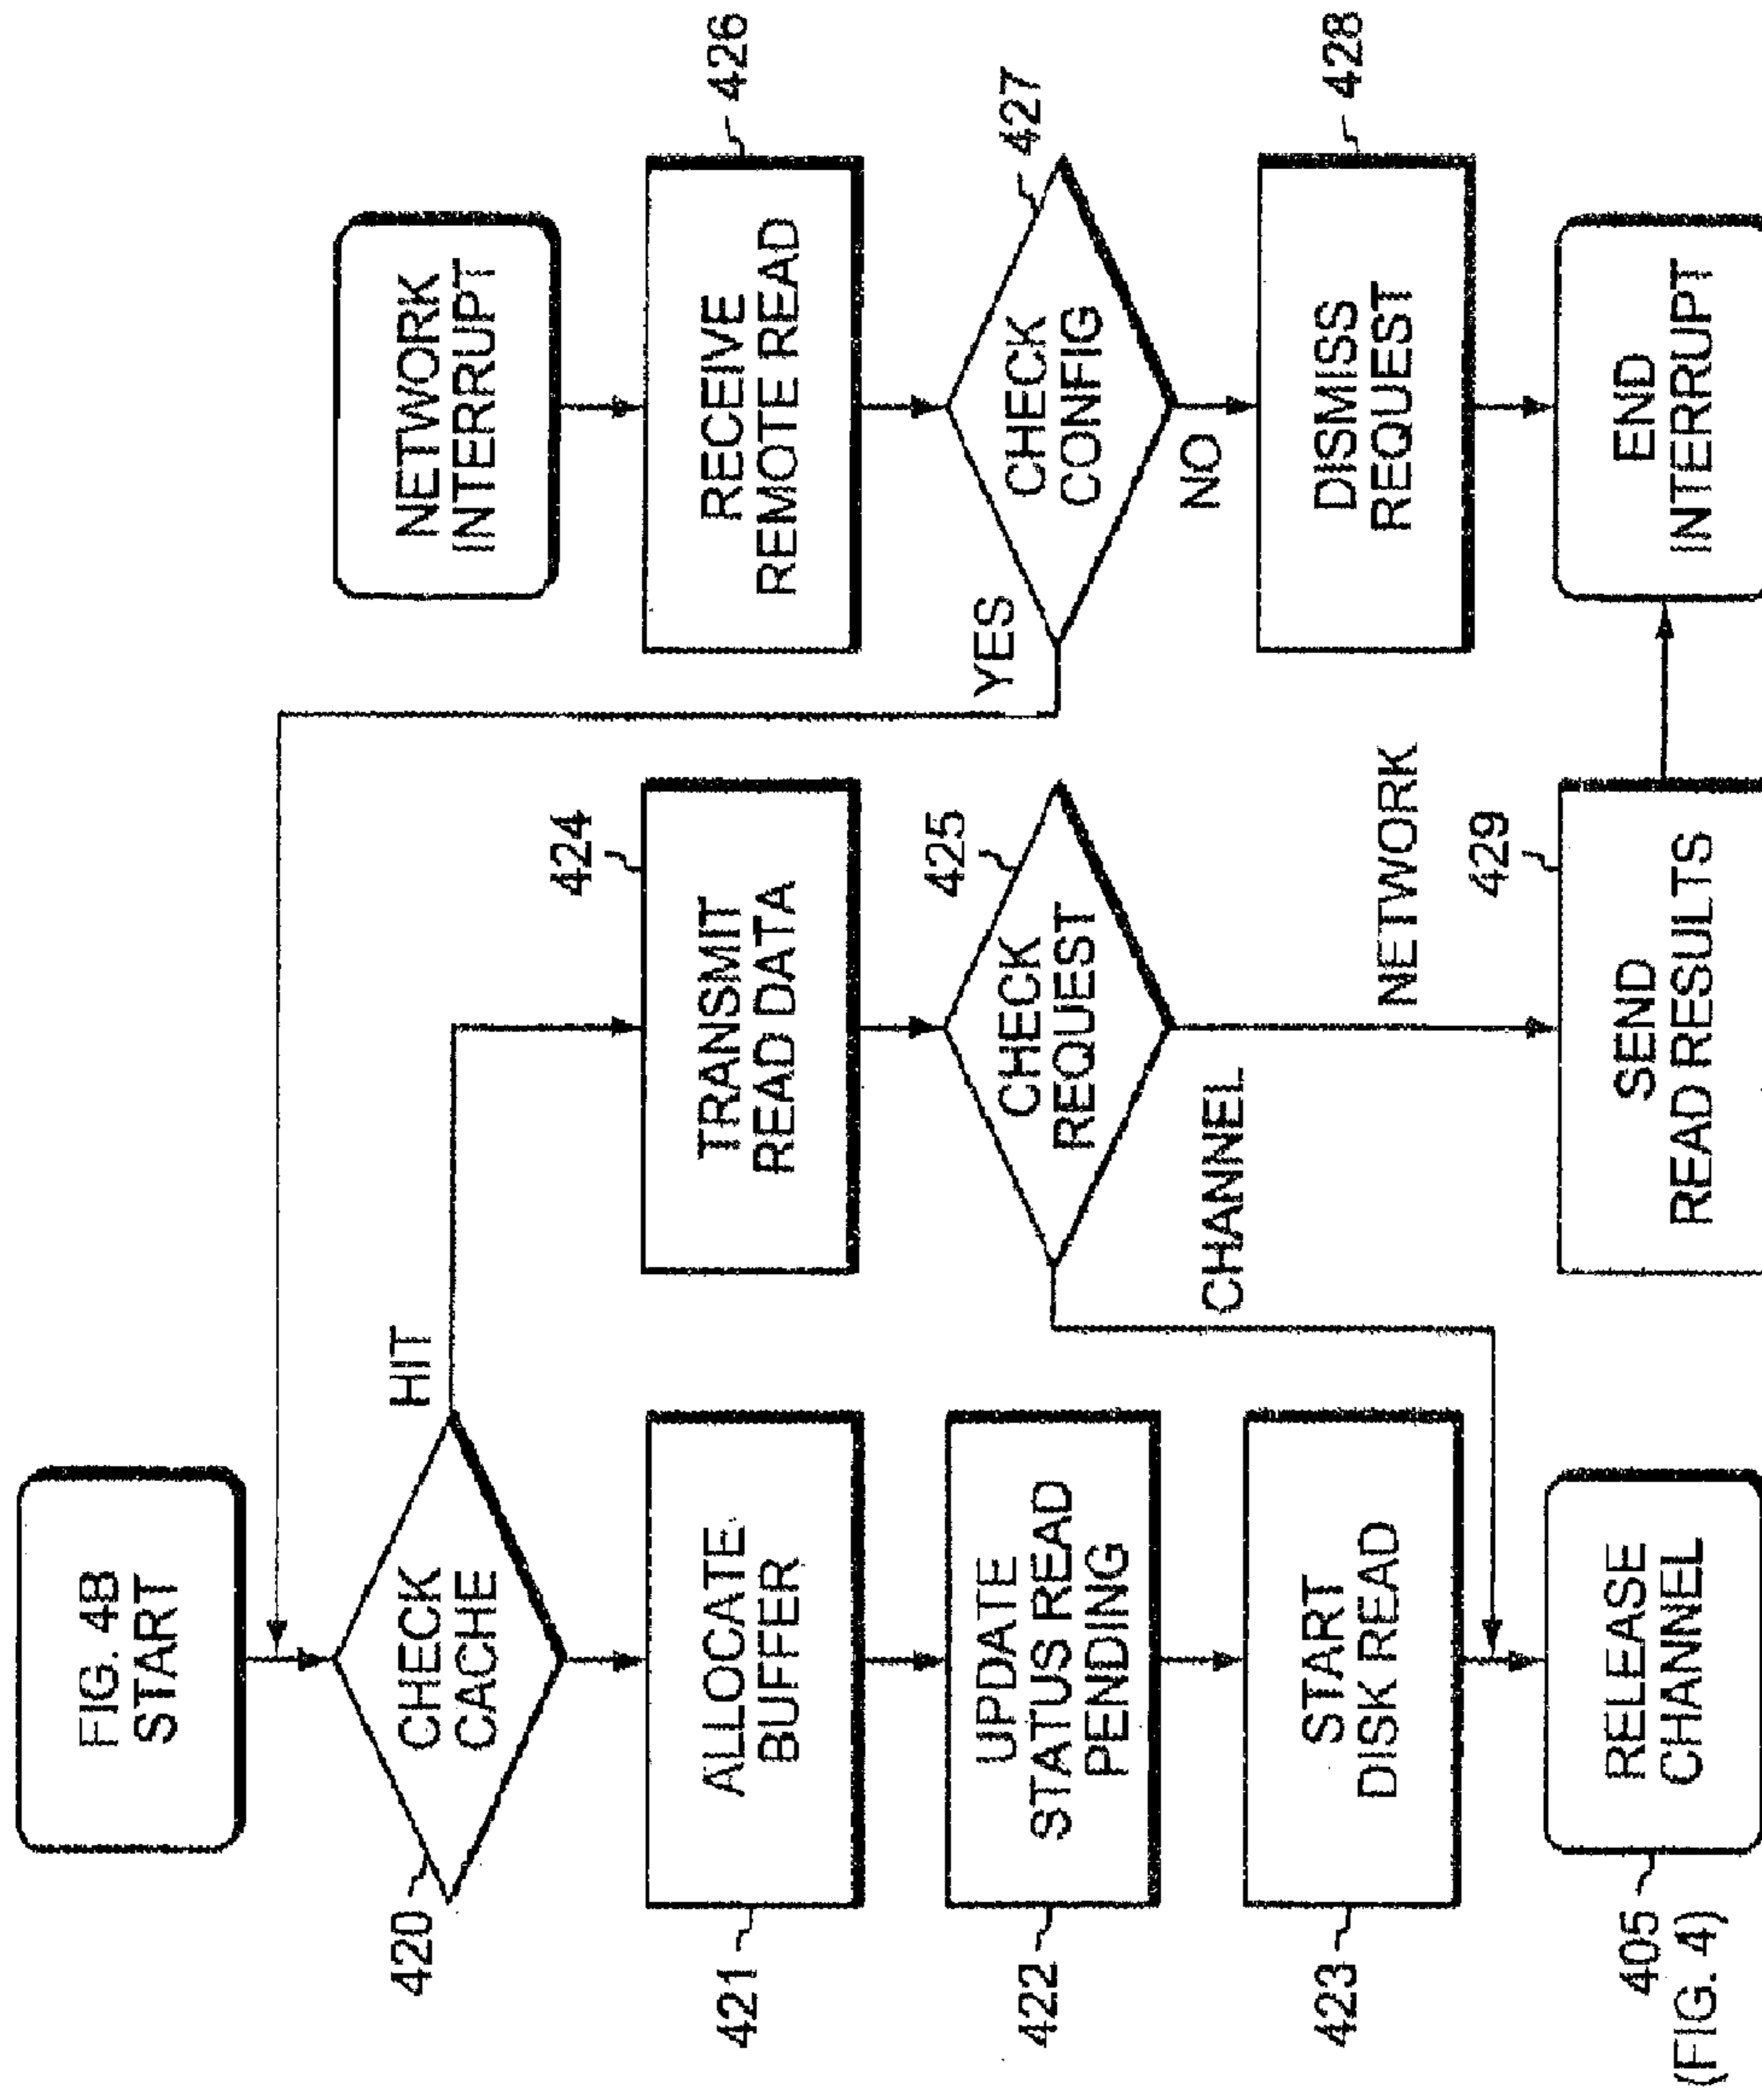 FIG. 4B
START
420
CHECK
CACHE
HIT
421
ALLOCATE
BUFFER
422
UPDATE
STATUS READ
PENDING
423
START
DISK READ
405
(FIG. 4)
RELEASE
CHANNEL
424
TRANSMIT
READ DATA
425
CHECK
REQUEST
CHANNEL
NETWORK
429
SEND
READ RESULTS
NETWORK
INTERRUPT
426
RECEIVE
REMOTE READ
427
CHECK
CONFIG
YES
NO
428
DISMISS
REQUEST
END
INTERRUPT